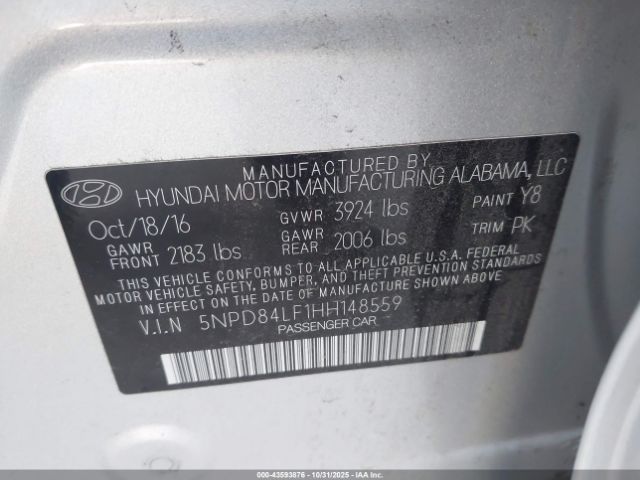 MANUFACTURED BY
HYUNDAI MOTOR MANUFACTURING ALABAMA, LLC
Oct/18/16 GVWR 3924 lbs PAINT Y8
GAWR FRONT 2183 lbs GAWR REAR 2006 lbs TRIM PK
THIS VEHICLE CONFORMS TO ALL APPLICABLE U.S.A. FEDERAL
MOTOR VEHICLE SAFETY, BUMPER, AND THEFT PREVENTION STANDARDS
IN EFFECT ON THE DATE OF MANUFACTURE SHOWN ABOVE.
V.I.N 5NPD84LF1HH148559
PASSENGER CAR
000-43593876 - 10/31/2025 - IAAI.COM